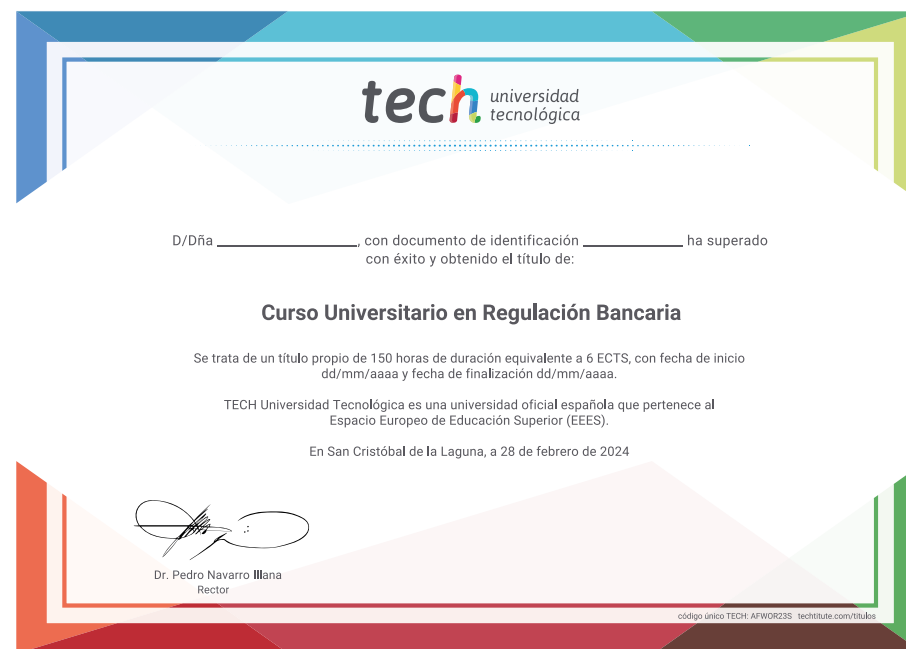 tech universidad
tecnológica
D/Dña ____________________, con documento de identificación ______________ ha superado
con éxito y obtenido el título de:
Curso Universitario en Regulación Bancaria
Se trata de un título propio de 150 horas de duración equivalente a 6 ECTS, con fecha de inicio
dd/mm/aaaa y fecha de finalización dd/mm/aaaa.
TECH Universidad Tecnológica es una universidad oficial española que pertenece al
Espacio Europeo de Educación Superior (EEES).
En San Cristóbal de la Laguna, a 28 de febrero de 2024
Dr. Pedro Navarro Illana
Rector
código único TECH: AFWOR23S techtitute.com/titulos